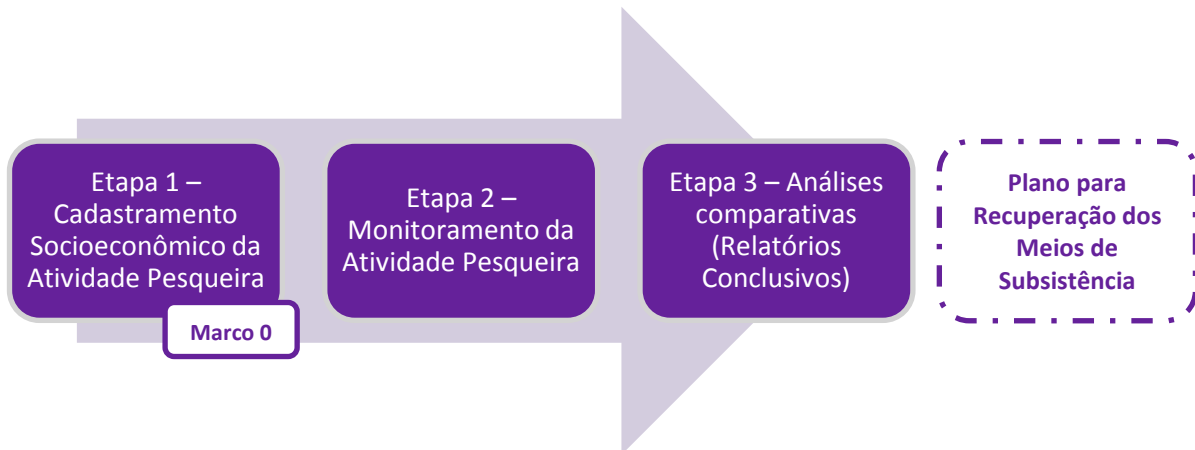 Etapa 1 –
Cadastramento
Socioeconômico da
Atividade Pesqueira
Marco 0
Etapa 2 –
Monitoramento da
Atividade Pesqueira
Etapa 3 – Análises
comparativas
(Relatórios
Conclusivos)
Plano para
Recuperação dos
Meios de
Subsistência